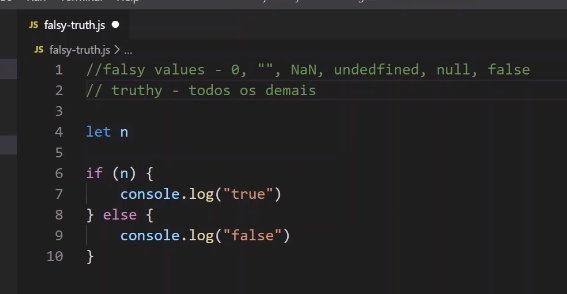 JS falsy-truth.js
JS falsy-truth.js > ...
1 //falsy values - 0, "", NaN, undedfined, null, false
2 // truthy - todos os demais
3
4 let n
5
6 if (n) {
7 console.log("true")
8 } else {
9 console.log("false")
10 }